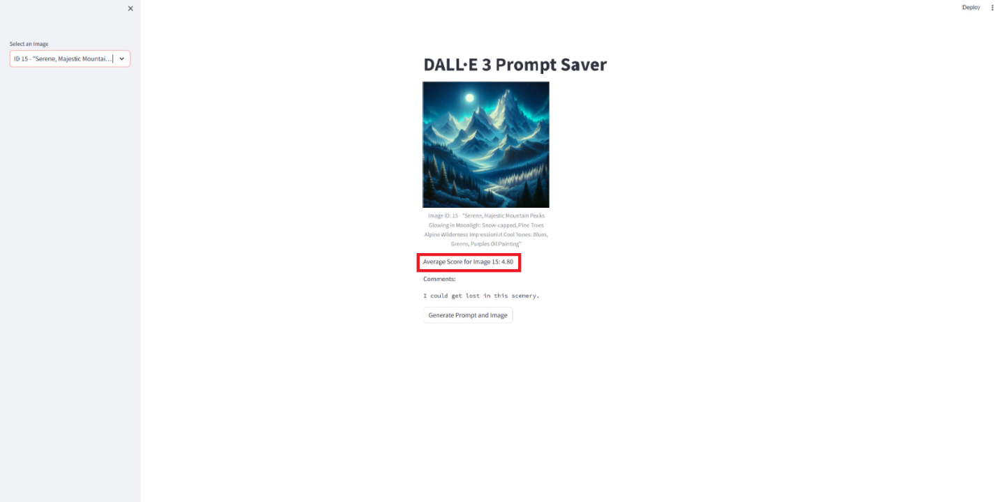 Deploy
Select an Image
ID 15 - "Serene, Majestic Mountai...
DALL·E 3 Prompt Saver
Image ID: 15 - "Serene, Majestic Mountain Peaks
Glowing in Moonligh: Snow-capped, Pine Trees
Alpine Wilderness Impressionist Cool Tones: Blues,
Greens, Purples Oil Painting"
Average Score for Image 15: 4.80
Comments:
I could get lost in this scenery.
Generate Prompt and Image